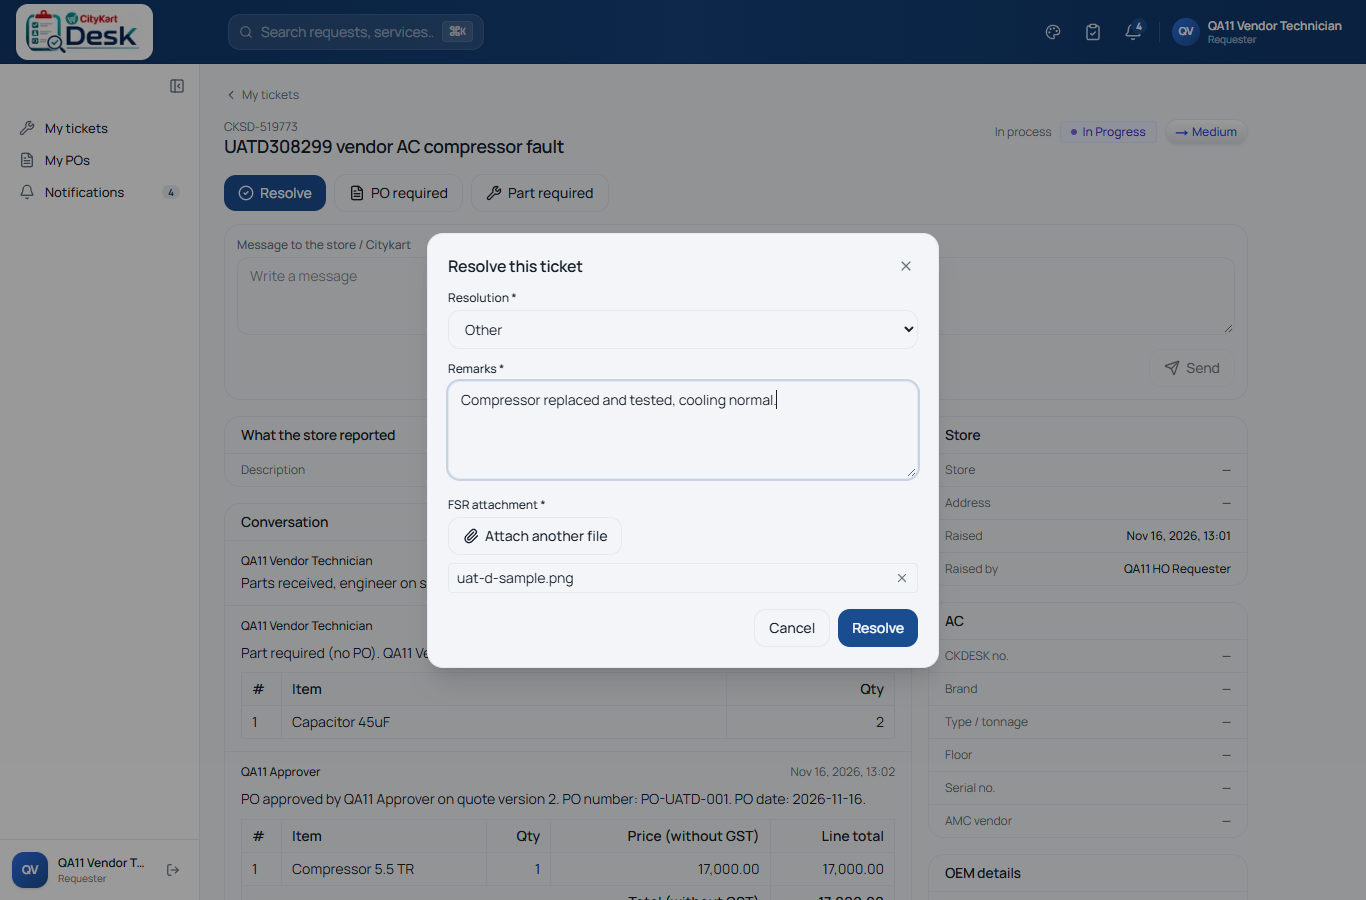 CityKart
Desk
Search requests, services..
⌘K
4
QV
QA11 Vendor Technician
Requester
My tickets
My POs
Notifications
4
My tickets
CKSD-519773
UATD308299 vendor AC compressor fault
In process
In Progress
→ Medium
Resolve
PO required
Part required
Message to the store / Citykart
Write a message
Send
Resolve this ticket
Resolution *
Other
Remarks *
Compressor replaced and tested, cooling normal.
FSR attachment *
Attach another file
uat-d-sample.png
Cancel
Resolve
What the store reported
Description
Conversation
QA11 Vendor Technician
Parts received, engineer on s
QA11 Vendor Technician
Part required (no PO). QA11 Ve
# Item Qty
1 Capacitor 45uF 2
QA11 Approver Nov 16, 2026, 13:02
PO approved by QA11 Approver on quote version 2. PO number: PO-UATD-001. PO date: 2026-11-16.
# Item Qty Price (without GST) Line total
1 Compressor 5.5 TR 1 17,000.00 17,000.00
Total (without GST) 17,000.00
Store
Store –
Address –
Raised Nov 16, 2026, 13:01
Raised by QA11 HO Requester
AC
CKDESK no. –
Brand –
Type / tonnage –
Floor –
Serial no. –
AMC vendor –
OEM details
QV
QA11 Vendor T...
Requester